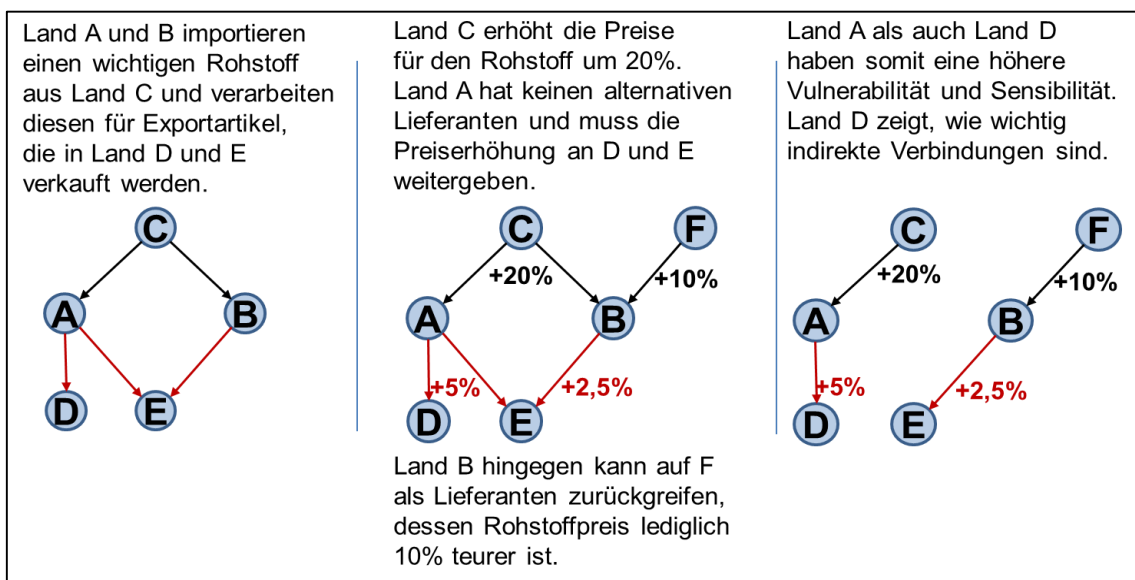 Land A und B importieren
einen wichtigen Rohstoff
aus Land C und verarbeiten
diesen für Exportartikel,
die in Land D und E
verkauft werden.
C
A
B
D
E
Land C erhöht die Preise
für den Rohstoff um 20%.
Land A hat keinen alternativen
Lieferanten und muss die
Preiserhöhung an D und E
weitergeben.
C
F
+20%
+10%
A
B
+5%
+2,5%
D
E
Land B hingegen kann auf F
als Lieferanten zurückgreifen,
dessen Rohstoffpreis lediglich
10% teurer ist.
Land A als auch Land D
haben somit eine höhere
Vulnerabilität und Sensibilität.
Land D zeigt, wie wichtig
indirekte Verbindungen sind.
C
F
+20%
+10%
A
B
+5%
+2,5%
D
E